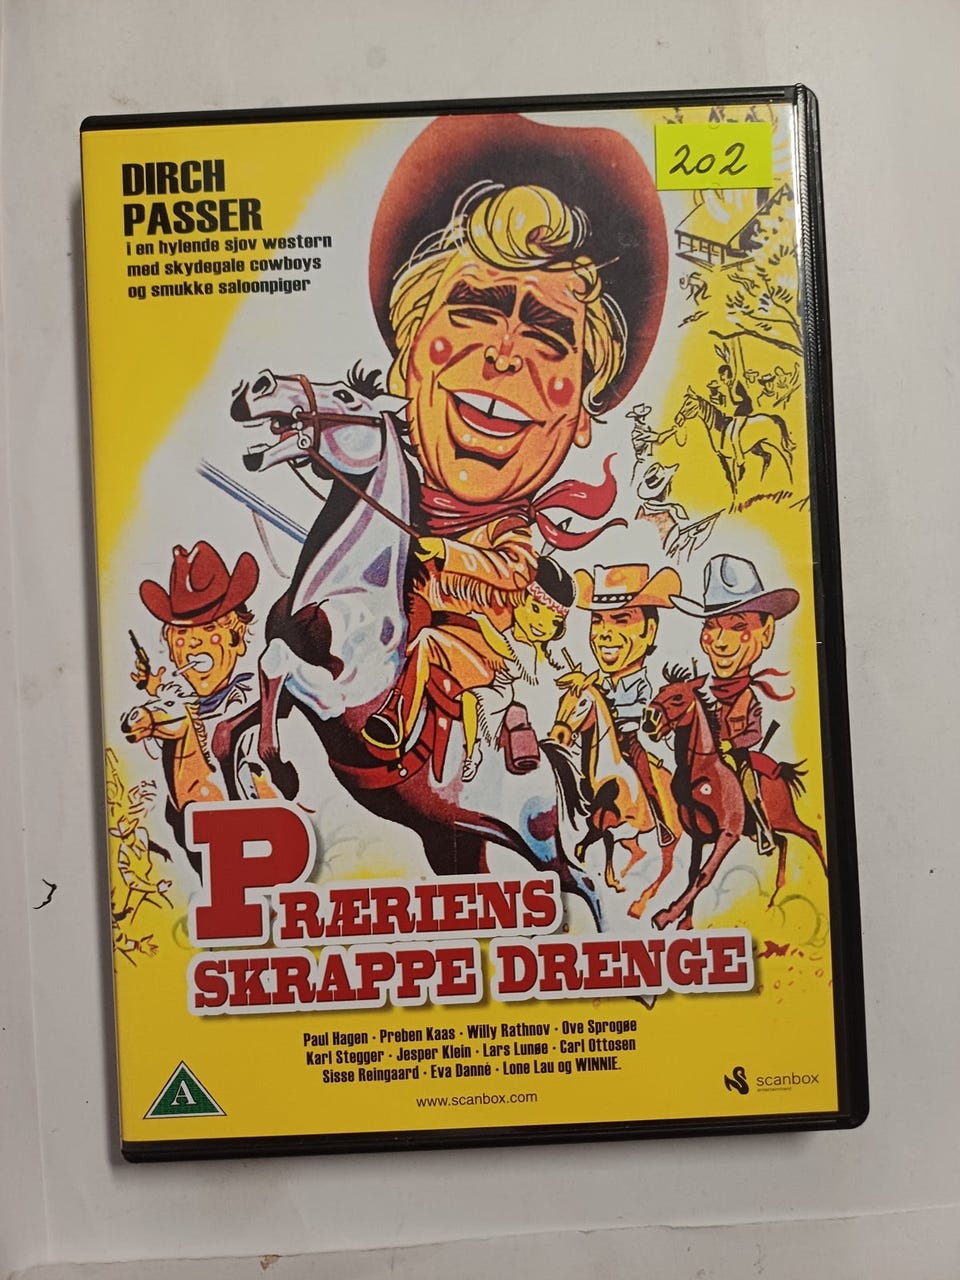 DIRCH
PASSER
i en hylende sjov western
med skydegale cowboys
og smukke saloonpiger
202
PRÆRIENS
SKRAPPE DRENGE
Paul Hagen · Preben Kaas · Willy Rathnov · Ove Sprogøe
Karl Stegger · Jesper Klein · Lars Lunøe · Carl Ottosen
Sisse Reingaard · Eva Danné · Lone Lau og WINNIE.
www.scanbox.com
A
scanbox
entertainment